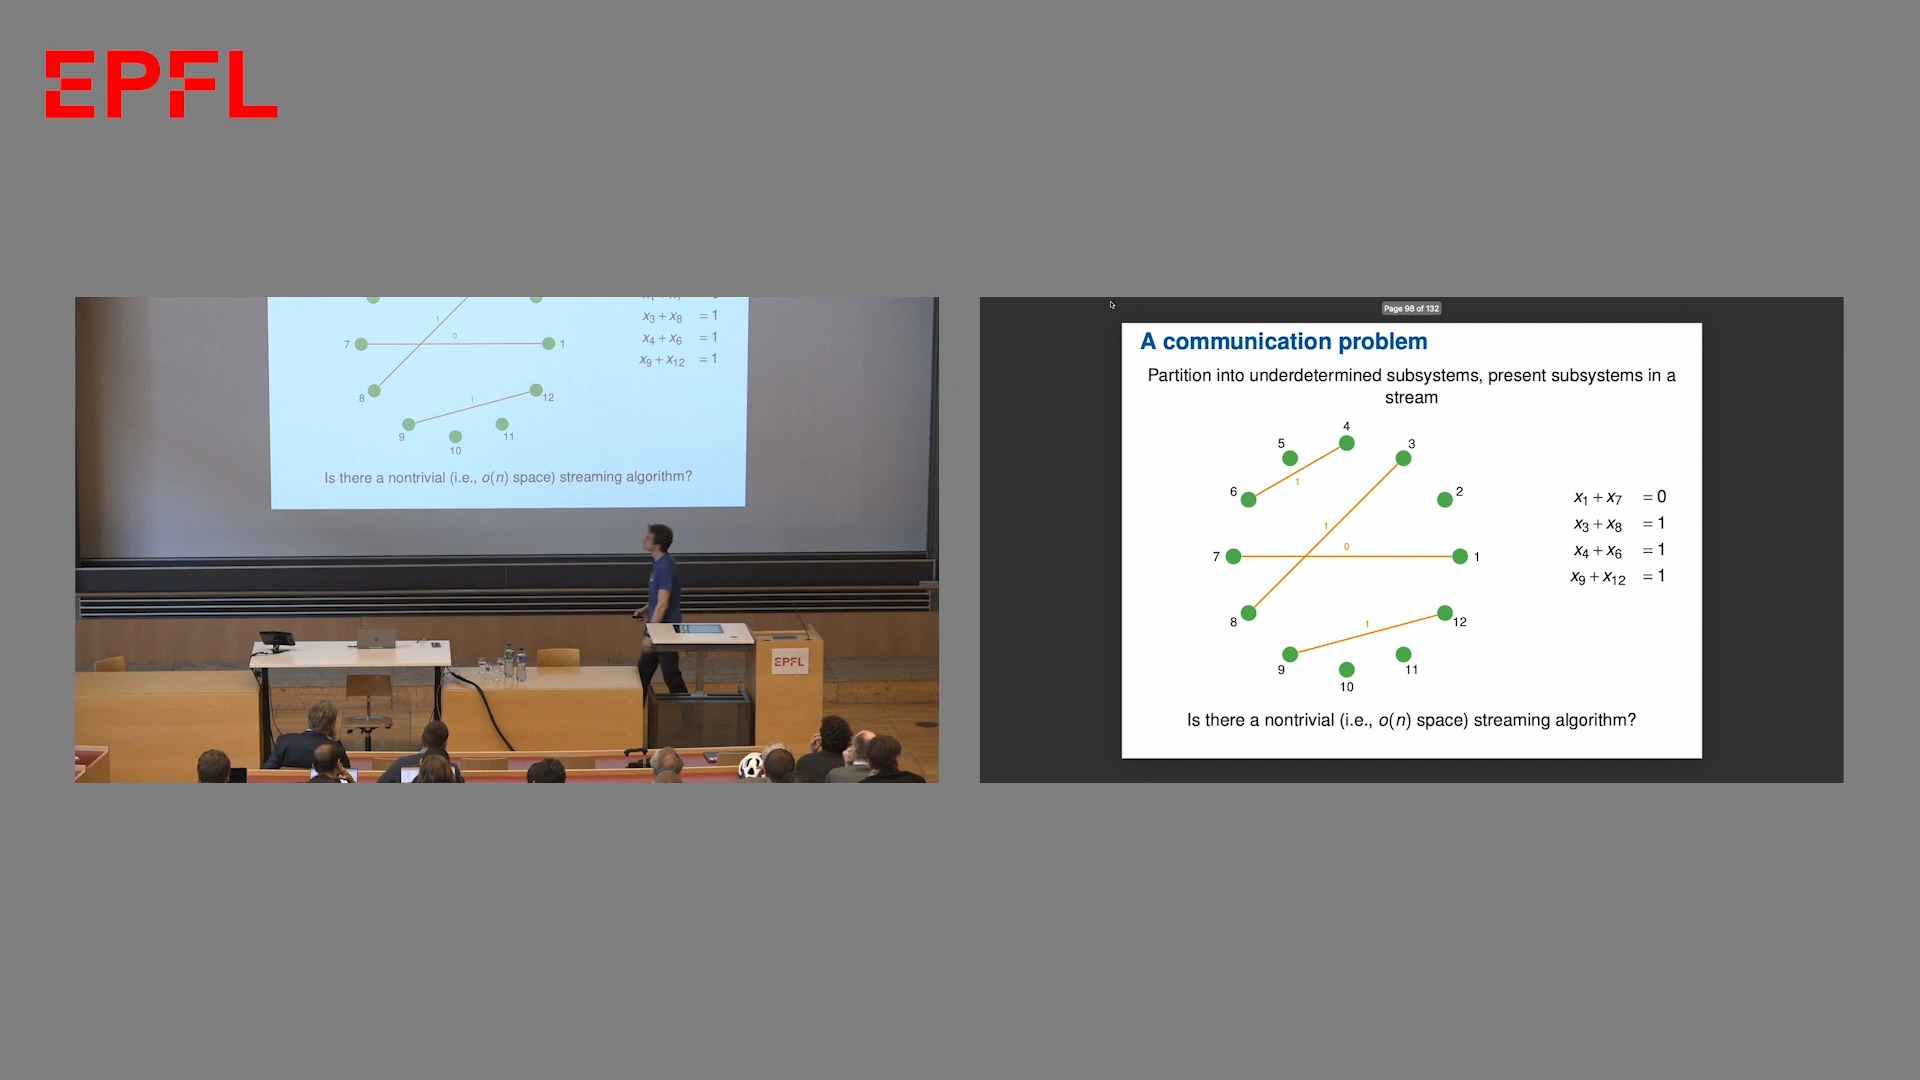 EPFL
x3 + x8 = 1
x4 + x6 = 1
x9 + x12 = 1
1
0
7
1
8
1
12
9
11
10
Is there a nontrivial (i.e., o(n) space) streaming algorithm?
EPFL
Page 98 of 132
A communication problem
Partition into underdetermined subsystems, present subsystems in a
stream
4
5
3
6
1
2
x1 + x7 = 0
1
x3 + x8 = 1
0
x4 + x6 = 1
7
1
x9 + x12 = 1
8
1
12
9
11
10
Is there a nontrivial (i.e., o(n) space) streaming algorithm?